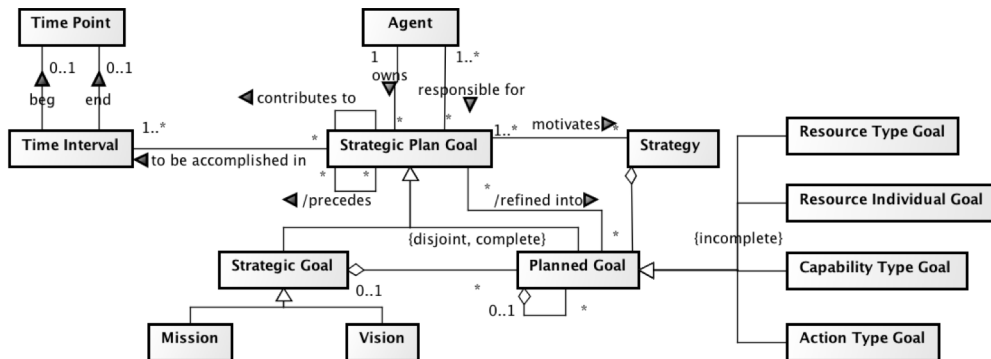 Time Point
Agent
0..1
0..1
1
1..*
owns
beg
end
contributes to
responsible for
1..*
*
*
*
1..*
motivates
*
Time Interval
Strategic Plan Goal
Strategy
Resource Type Goal
to be accomplished in
*
*
/precedes
*
/refined into
Resource Individual Goal
{disjoint, complete}
*
{incomplete}
Strategic Goal
Planned Goal
Capability Type Goal
0..1
*
0..1
*
Mission
Vision
Action Type Goal